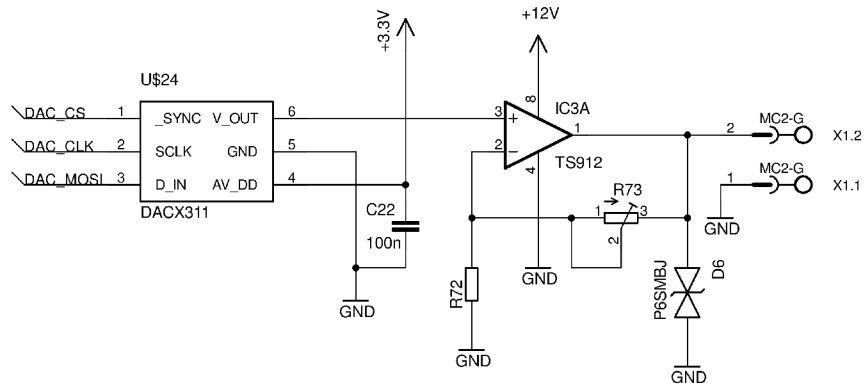 +3.3V
+12V
U$24
DAC_CS 1 _SYNC V_OUT 6
DAC_CLK 2 SCLK GND 5
DAC_MOSI 3 D_IN AV_DD 4
DACX311
C22
100n
GND
8
IC3A
3 + 1
2 −
4
TS912
GND
R73
1 3
2
R72
GND
P6SMBJ
D6
GND
2 MC2-G X1.2
1 MC2-G X1.1
GND